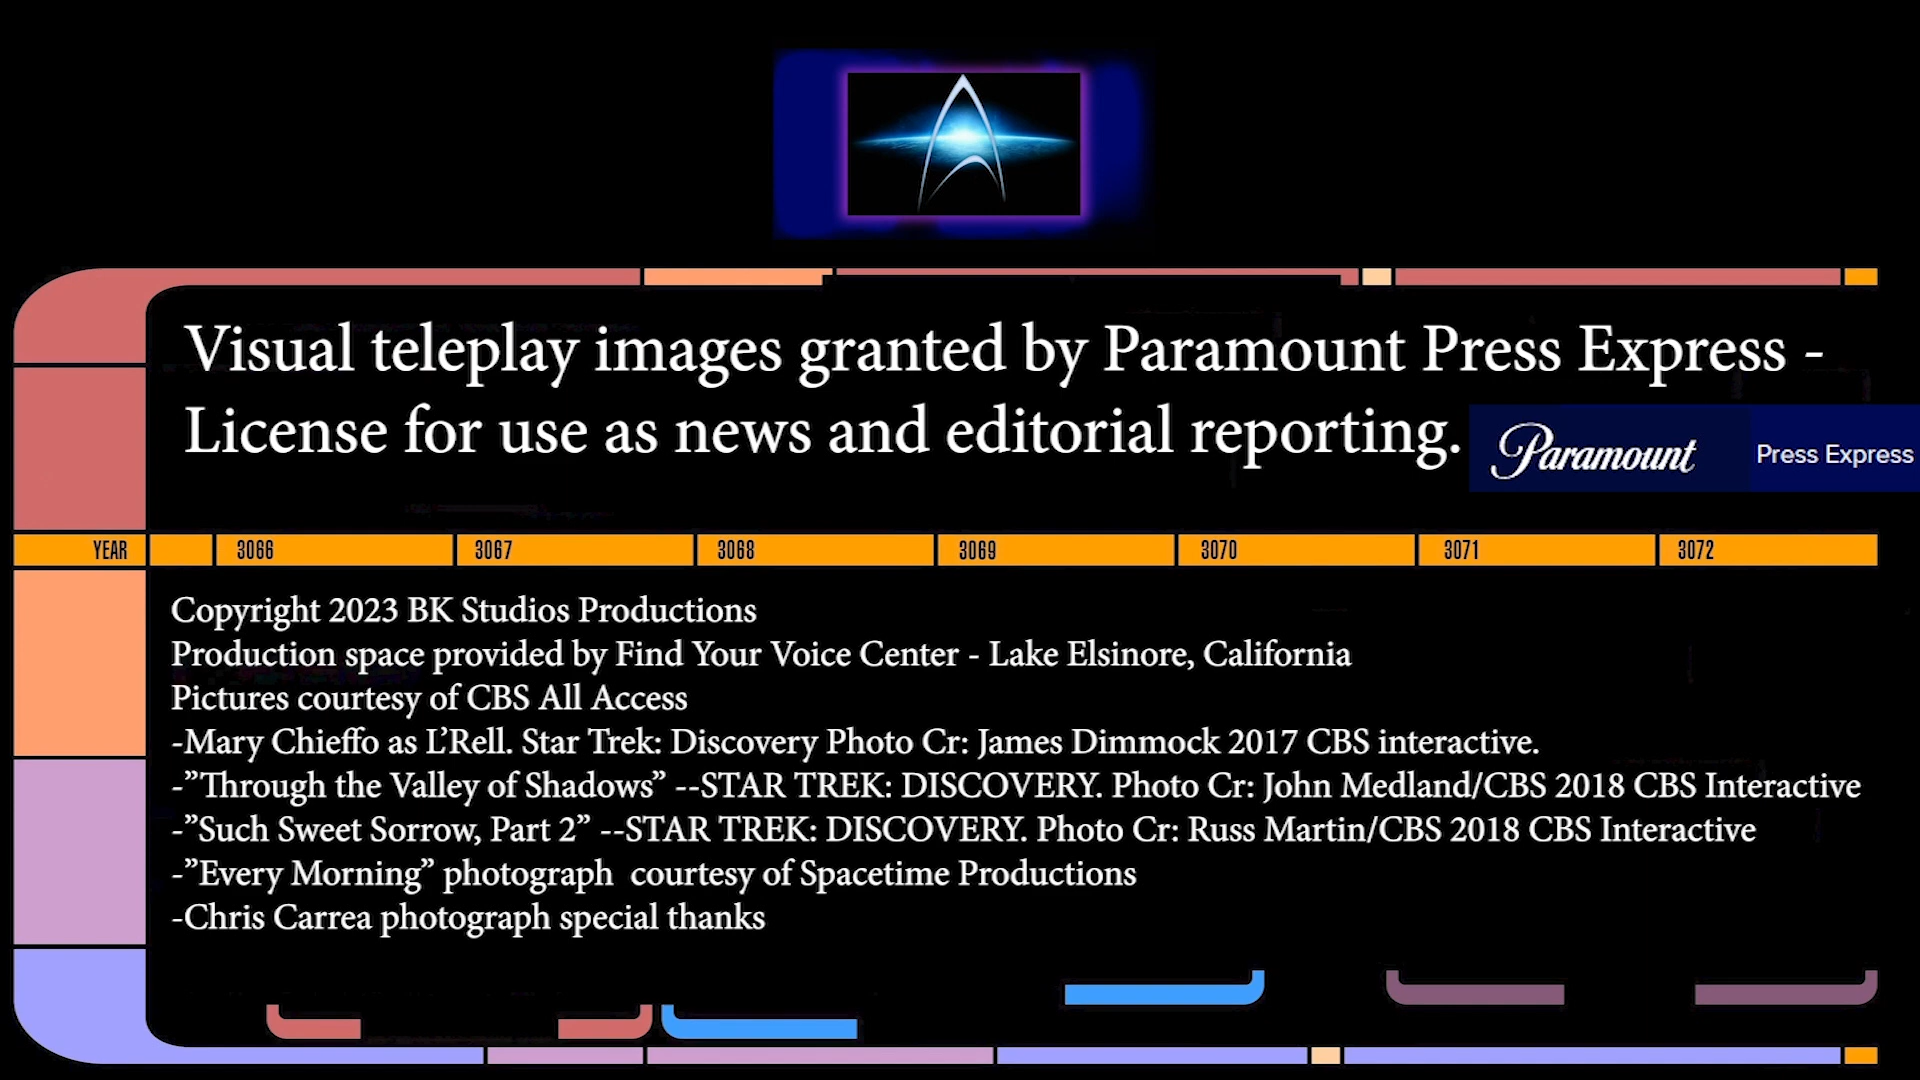 Visual teleplay images granted by Paramount Press Express -
License for use as news and editorial reporting.
Paramount Press Express
YEAR 3066 3067 3068 3069 3070 3071 3072
Copyright 2023 BK Studios Productions
Production space provided by Find Your Voice Center - Lake Elsinore, California
Pictures courtesy of CBS All Access
-Mary Chieffo as L’Rell. Star Trek: Discovery Photo Cr: James Dimmock 2017 CBS interactive.
-”Through the Valley of Shadows” --STAR TREK: DISCOVERY. Photo Cr: John Medland/CBS 2018 CBS Interactive
-”Such Sweet Sorrow, Part 2” --STAR TREK: DISCOVERY. Photo Cr: Russ Martin/CBS 2018 CBS Interactive
-”Every Morning” photograph  courtesy of Spacetime Productions
-Chris Carrea photograph special thanks